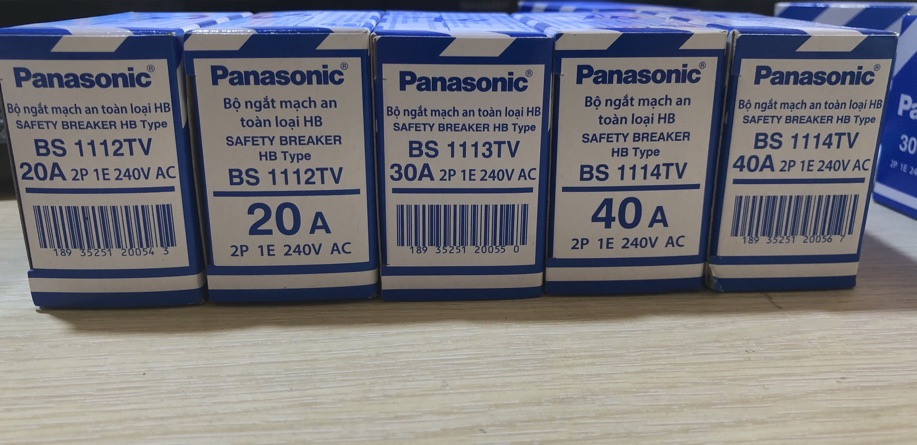 Panasonic®
Bộ ngắt mạch an toàn loại HB
SAFETY BREAKER HB Type
BS 1112TV
20A 2P 1E 240V AC
189 35251 20054 3
Panasonic®
Bộ ngắt mạch an
toàn loại HB
SAFETY BREAKER
HB Type
BS 1112TV
20 A
2P 1E 240V AC
Panasonic®
Bộ ngắt mạch an toàn loại HB
SAFETY BREAKER HB Type
BS 1113TV
30A 2P 1E 240V AC
189 35251 20055 0
Panasonic®
Bộ ngắt mạch an
toàn loại HB
SAFETY BREAKER
HB Type
BS 1114TV
40 A
2P 1E 240V AC
Panasonic®
Bộ ngắt mạch an toàn loại HB
SAFETY BREAKER HB Type
BS 1114TV
40A 2P 1E 240V AC
189 35251 20056 7
Pa
30
2P 1E 24